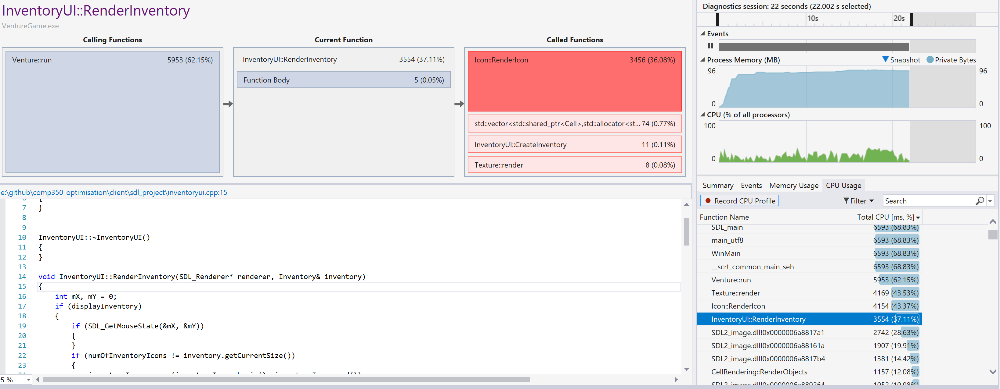 InventoryUI::RenderInventory
VentureGame.exe
Calling Functions
Current Function
Called Functions
Venture::run 5953 (62.15%)
InventoryUI::RenderInventory 3554 (37.11%)
Function Body 5 (0.05%)
Icon::RenderIcon 3456 (36.08%)
std::vector<std::shared_ptr<Cell>,std::allocator<st... 74 (0.77%)
InventoryUI::CreateInventory 11 (0.11%)
Texture::render 8 (0.08%)
e:\github\comp350-optimisation\client\sdl_project\inventoryui.cpp:15
7 }
8
9
10 InventoryUI::~InventoryUI()
11 {
12 }
13
14 void InventoryUI::RenderInventory(SDL_Renderer* renderer, Inventory& inventory)
15 {
16 int mX, mY = 0;
17 if (displayInventory)
18 {
19 if (SDL_GetMouseState(&mX, &mY))
20 {
21 }
22 if (numOfInventoryIcons != inventory.getCurrentSize())
23 {
5 %
Diagnostics session: 22 seconds (22.002 s selected)
10s 20s
Events
Process Memory (MB) Snapshot Private Bytes
96 96
0 0
CPU (% of all processors)
100 100
0 0
Summary Events Memory Usage CPU Usage
Record CPU Profile Filter Search
Function Name Total CPU [ms, %]
SDL_main 6593 (68.83%)
main_utf8 6593 (68.83%)
WinMain 6593 (68.83%)
__scrt_common_main_seh 6593 (68.83%)
Venture::run 5953 (62.15%)
Texture::render 4169 (43.53%)
Icon::RenderIcon 4154 (43.37%)
InventoryUI::RenderInventory 3554 (37.11%)
SDL2_image.dll!0x0000006a8817a1 2742 (28.63%)
SDL2_image.dll!0x0000006a88161a 1907 (19.91%)
SDL2_image.dll!0x0000006a8817b4 1381 (14.42%)
CellRendering::RenderObjects 1157 (12.08%)